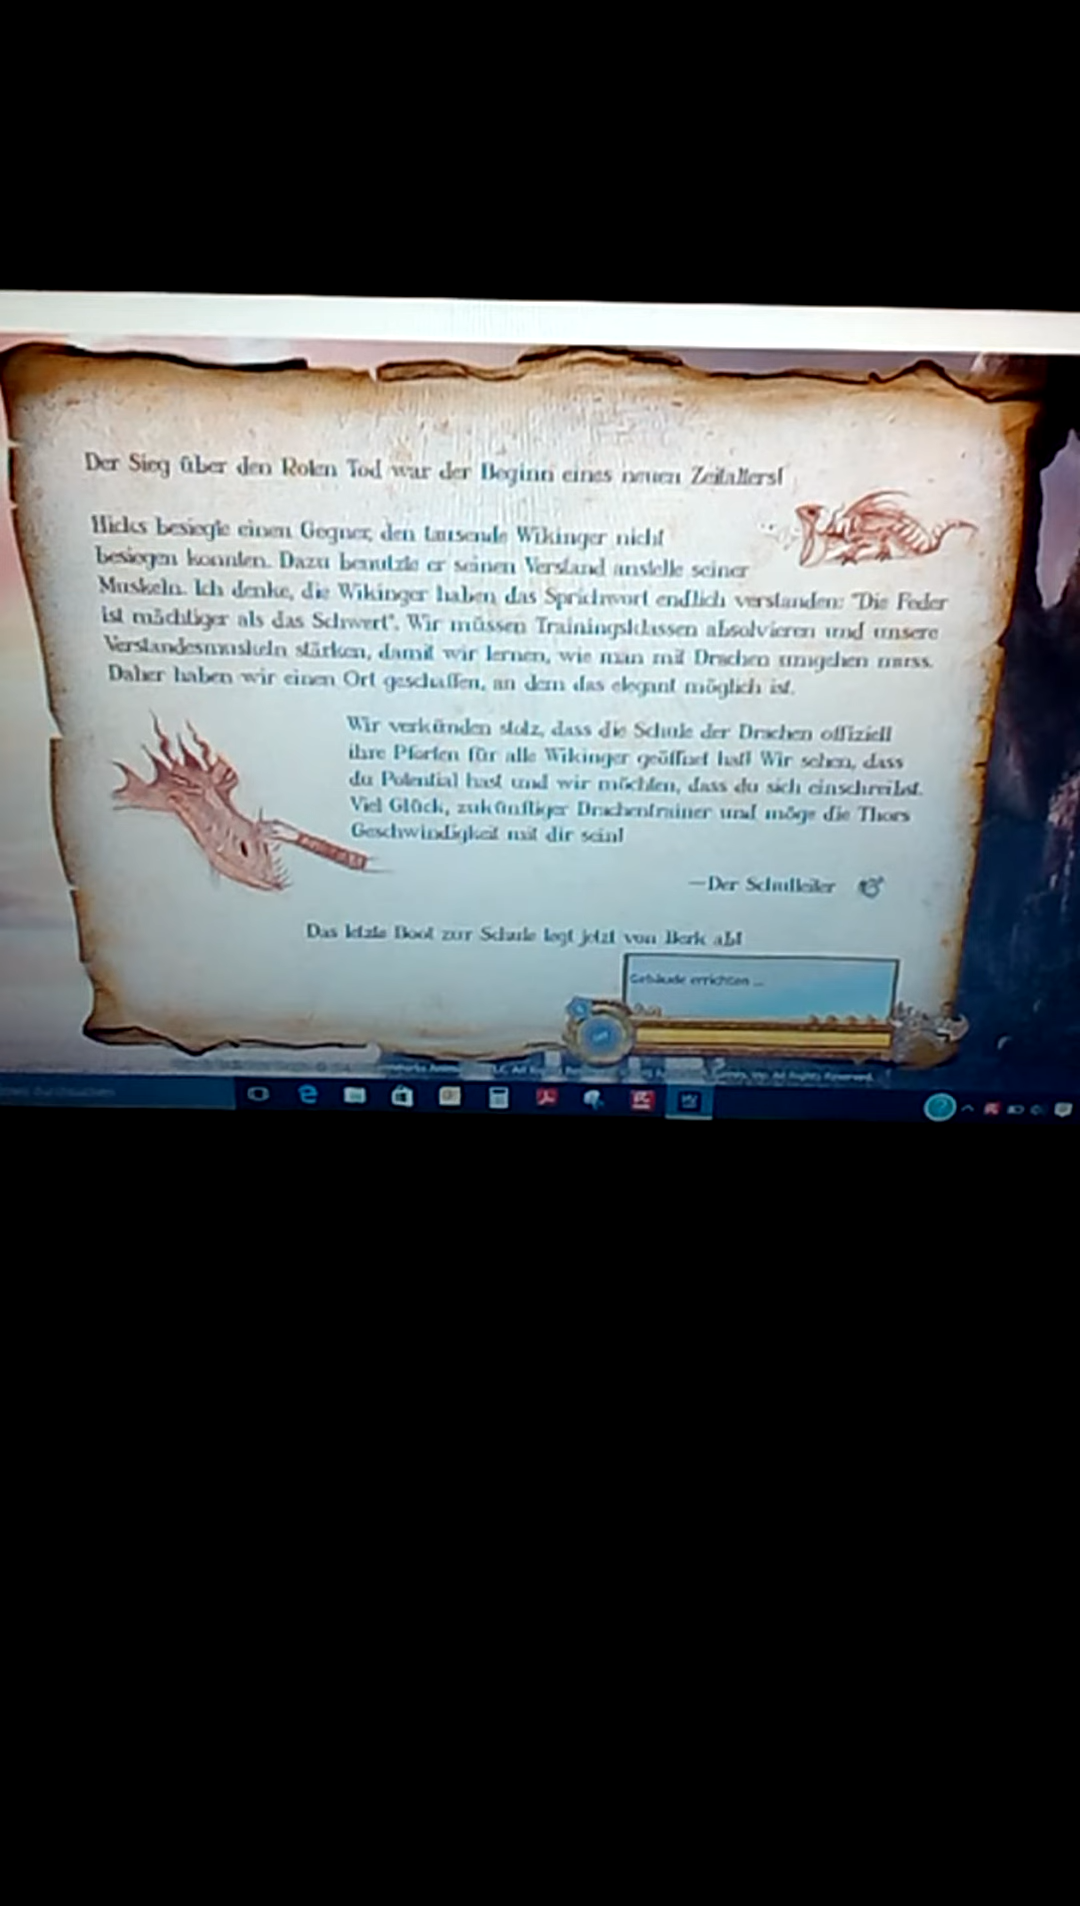 Der Sieg über den Roten Tod war der Beginn eines neuen Zeitalters!
Hicks besiegte einen Gegner, den tausende Wikinger nicht
besiegen konnten. Dazu benutzte er seinen Verstand anstelle seiner
Muskeln. Ich denke, die Wikinger haben das Sprichwort endlich verstanden: "Die Feder
ist mächtiger als das Schwert". Wir müssen Trainingsklassen absolvieren und unsere
Verstandesmuskeln stärken, damit wir lernen, wie man mit Drachen umgehen muss.
Daher haben wir einen Ort geschaffen, an dem das elegant möglich ist.
Wir verkünden stolz, dass die Schule der Drachen offiziell
ihre Pforten für alle Wikinger geöffnet hat! Wir sehen, dass
du Potential hast und wir möchten, dass du sich einschreibst.
Viel Glück, zukünftiger Drachentrainer und möge die Thors
Geschwindigkeit mit dir sein!
—Der Schulleiter
Das letzte Boot zur Schule legt jetzt von Berk ab!
Gebäude errichten ...
All Rights Reserved.